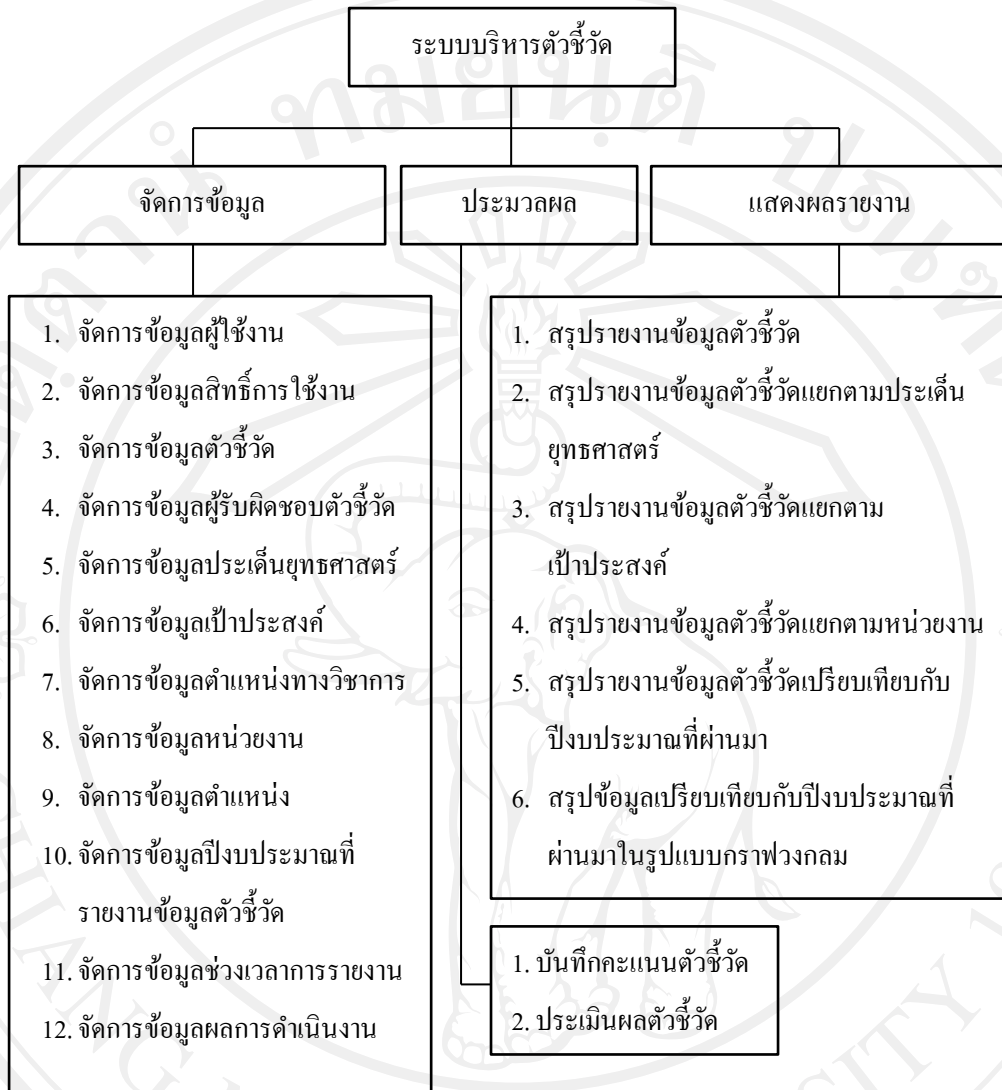 ระบบบริหารตัวชี้วัด
จัดการข้อมูล
ประมวลผล
แสดงผลรายงาน
1. จัดการข้อมูลผู้ใช้งาน
2. จัดการข้อมูลสิทธิ์การใช้งาน
3. จัดการข้อมูลตัวชี้วัด
4. จัดการข้อมูลผู้รับผิดชอบตัวชี้วัด
5. จัดการข้อมูลประเด็นยุทธศาสตร์
6. จัดการข้อมูลเป้าประสงค์
7. จัดการข้อมูลตำแหน่งทางวิชาการ
8. จัดการข้อมูลหน่วยงาน
9. จัดการข้อมูลตำแหน่ง
10. จัดการข้อมูลปีงบประมาณที่
รายงานข้อมูลตัวชี้วัด
11. จัดการข้อมูลช่วงเวลาการรายงาน
12. จัดการข้อมูลผลการดำเนินงาน
1. สรุปรายงานข้อมูลตัวชี้วัด
2. สรุปรายงานข้อมูลตัวชี้วัดแยกตามประเด็น
ยุทธศาสตร์
3. สรุปรายงานข้อมูลตัวชี้วัดแยกตาม
เป้าประสงค์
4. สรุปรายงานข้อมูลตัวชี้วัดแยกตามหน่วยงาน
5. สรุปรายงานข้อมูลตัวชี้วัดเปรียบเทียบกับ
ปีงบประมาณที่ผ่านมา
6. สรุปข้อมูลเปรียบเทียบกับปีงบประมาณที่
ผ่านมาในรูปแบบกราฟวงกลม
1. บันทึกคะแนนตัวชี้วัด
2. ประเมินผลตัวชี้วัด